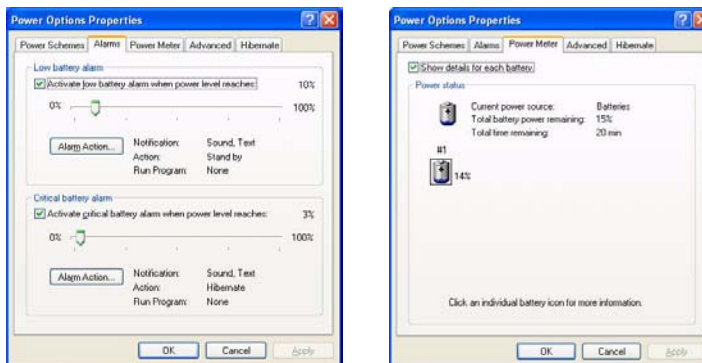 Power Options Properties
Power Schemes Alarms Power Meter Advanced Hibernate
Low battery alarm
Activate low battery alarm when power level reaches: 10%
0% 100%
Alarm Action... Notification: Sound, Text
Action: Stand by
Run Program: None
Critical battery alarm
Activate critical battery alarm when power level reaches: 3%
0% 100%
Alarm Action... Notification: Sound, Text
Action: Hibernate
Run Program: None
OK Cancel Apply
Power Options Properties
Power Schemes Alarms Power Meter Advanced Hibernate
Show details for each battery.
Power status
Current power source: Batteries
Total battery power remaining: 15%
Total time remaining: 20 min
#1
14%
Click an individual battery icon for more information.
OK Cancel Apply